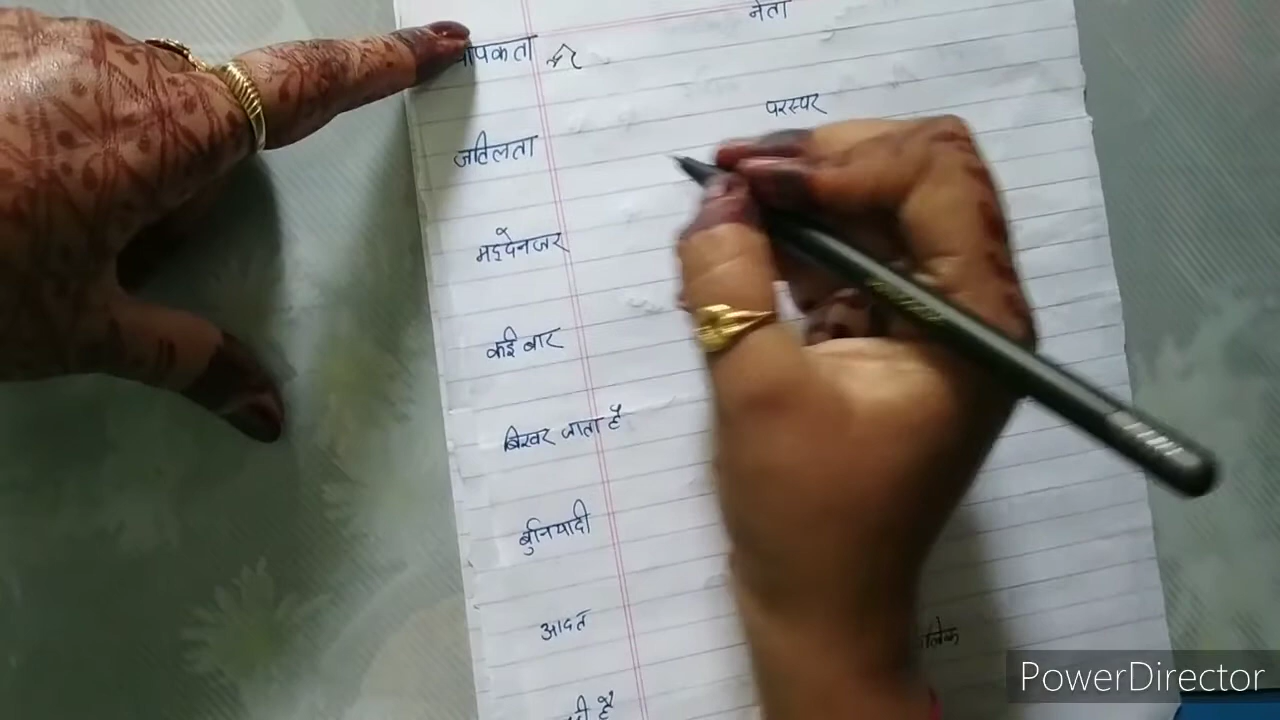 नेता
जटिलता
परस्पर
मद्देनजर
कई बार
बिखर जाता है
बुनियादी
आदत
है
PowerDirector